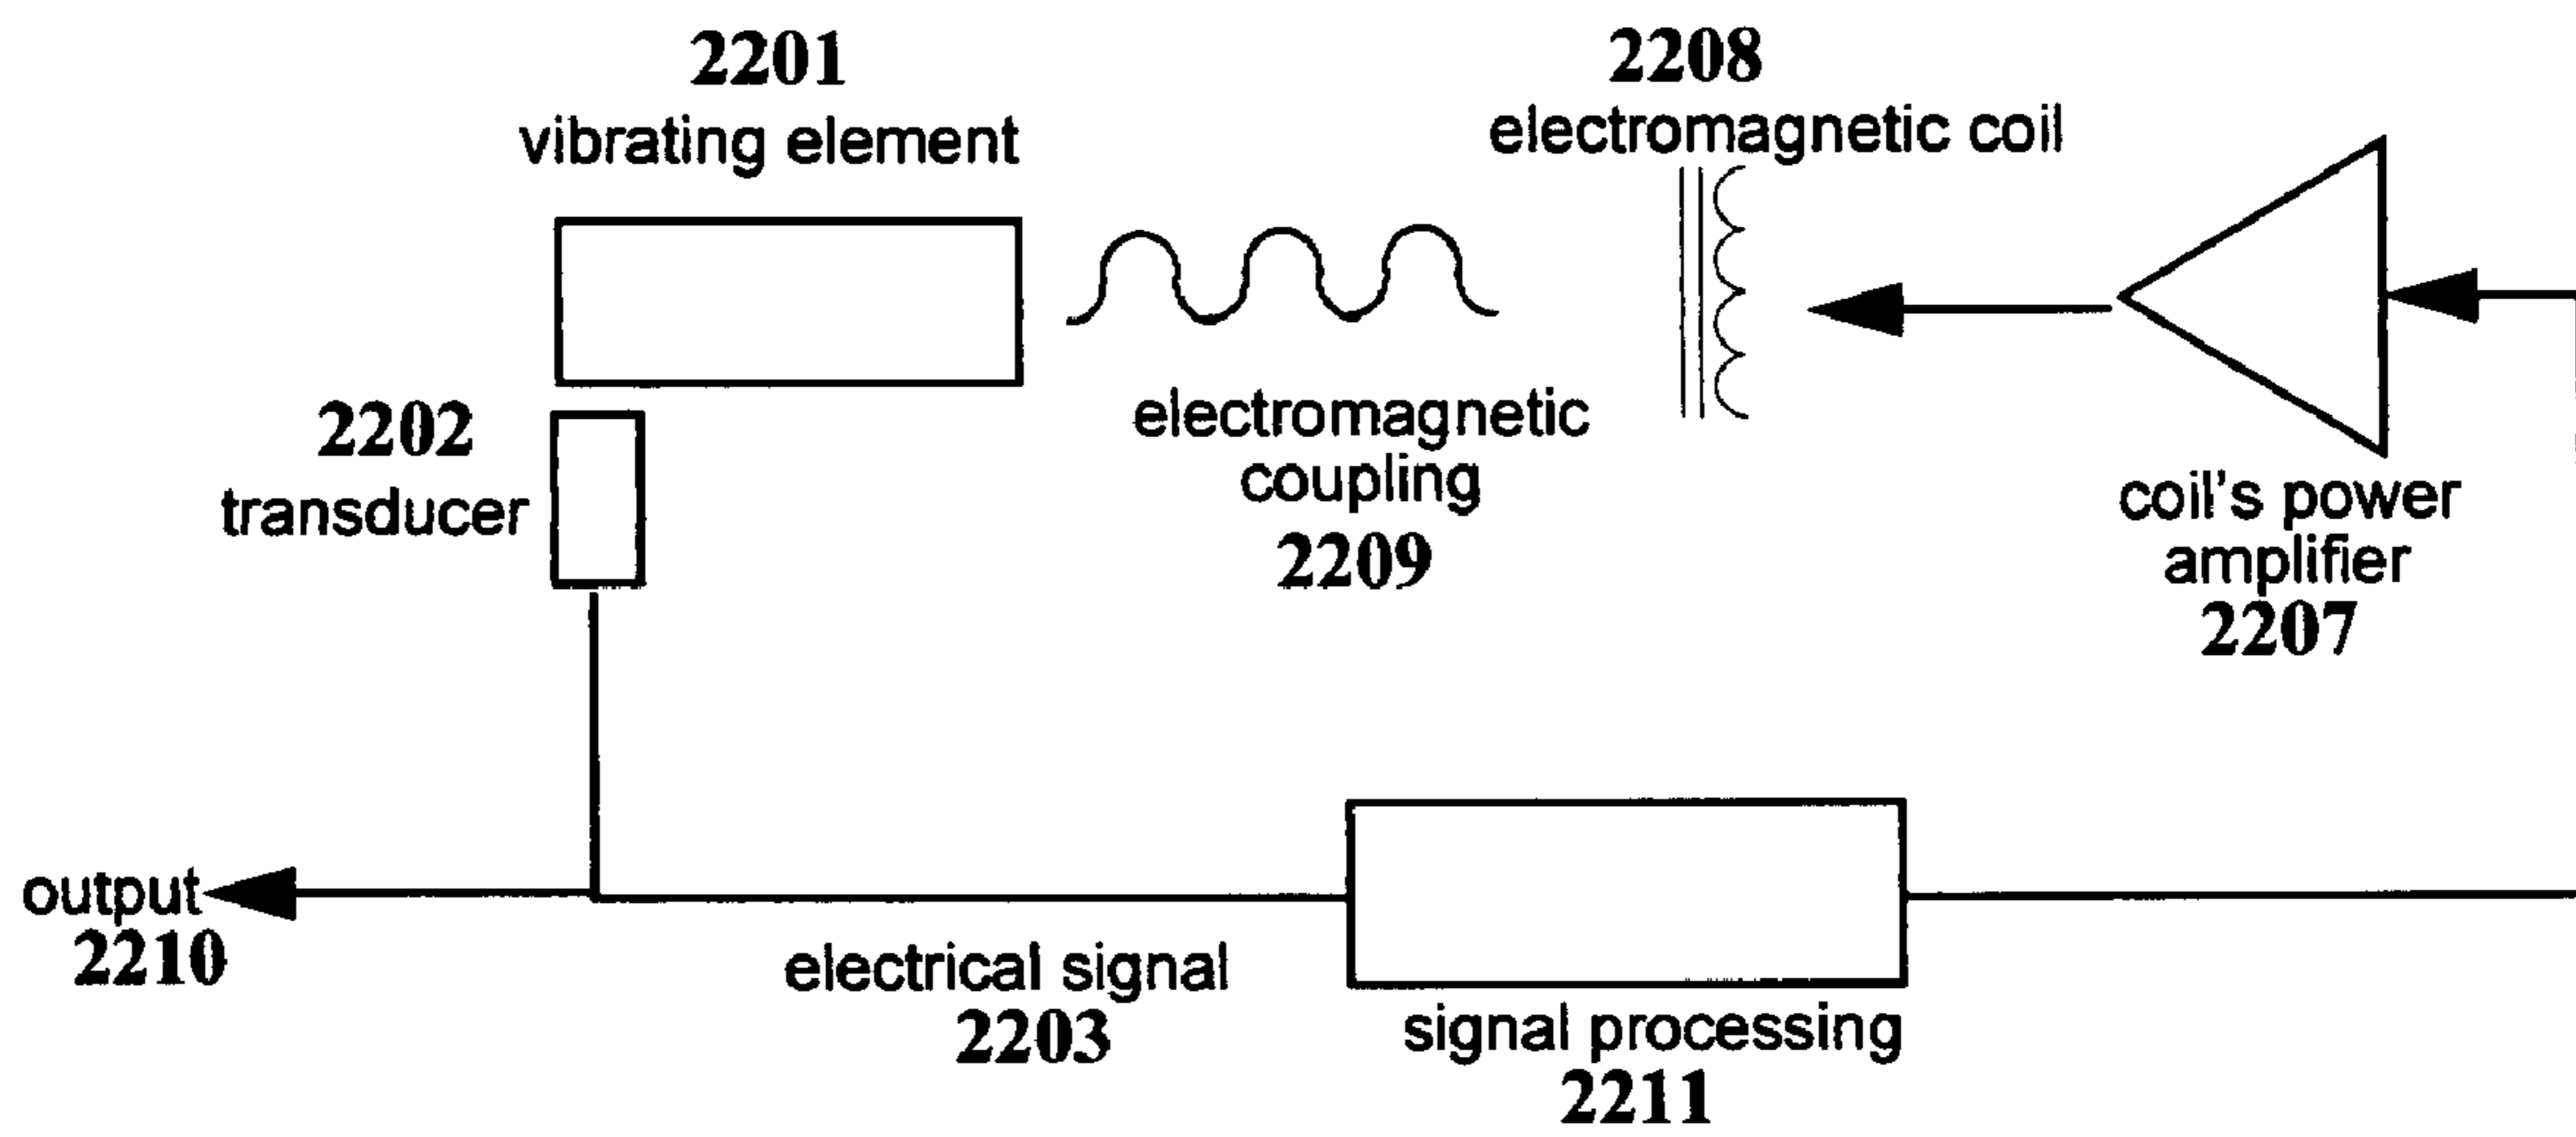 2201
vibrating element
2208
electromagnetic coil
2202
transducer
electromagnetic
coupling
2209
coil's power
amplifier
2207
output
2210
electrical signal
2203
signal processing
2211